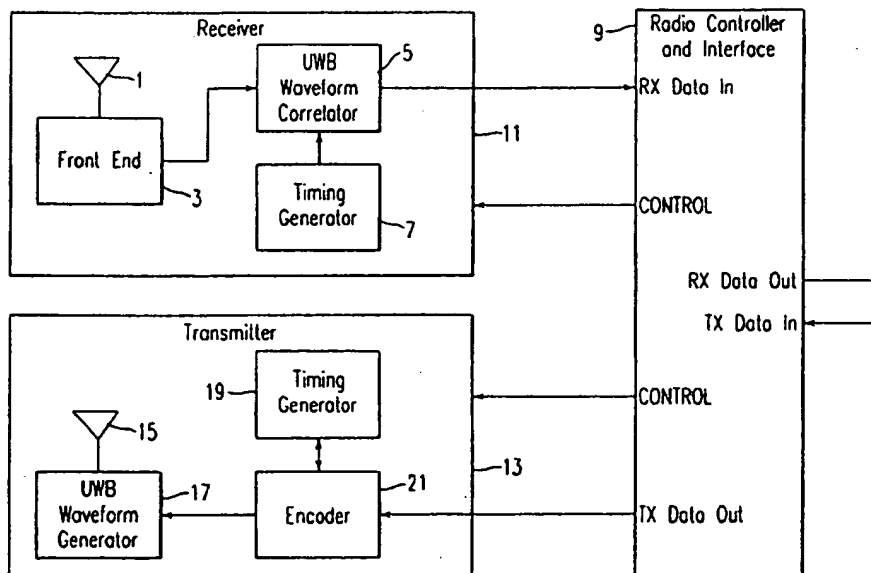 Receiver
1
Front End
3
UWB
Waveform
Correlator
5
Timing
Generator
7
11
9
Radio Controller
and Interface
RX Data In
CONTROL
RX Data Out
TX Data In
CONTROL
TX Data Out
Transmitter
19
Timing
Generator
15
UWB
Waveform
Generator
17
Encoder
21
13